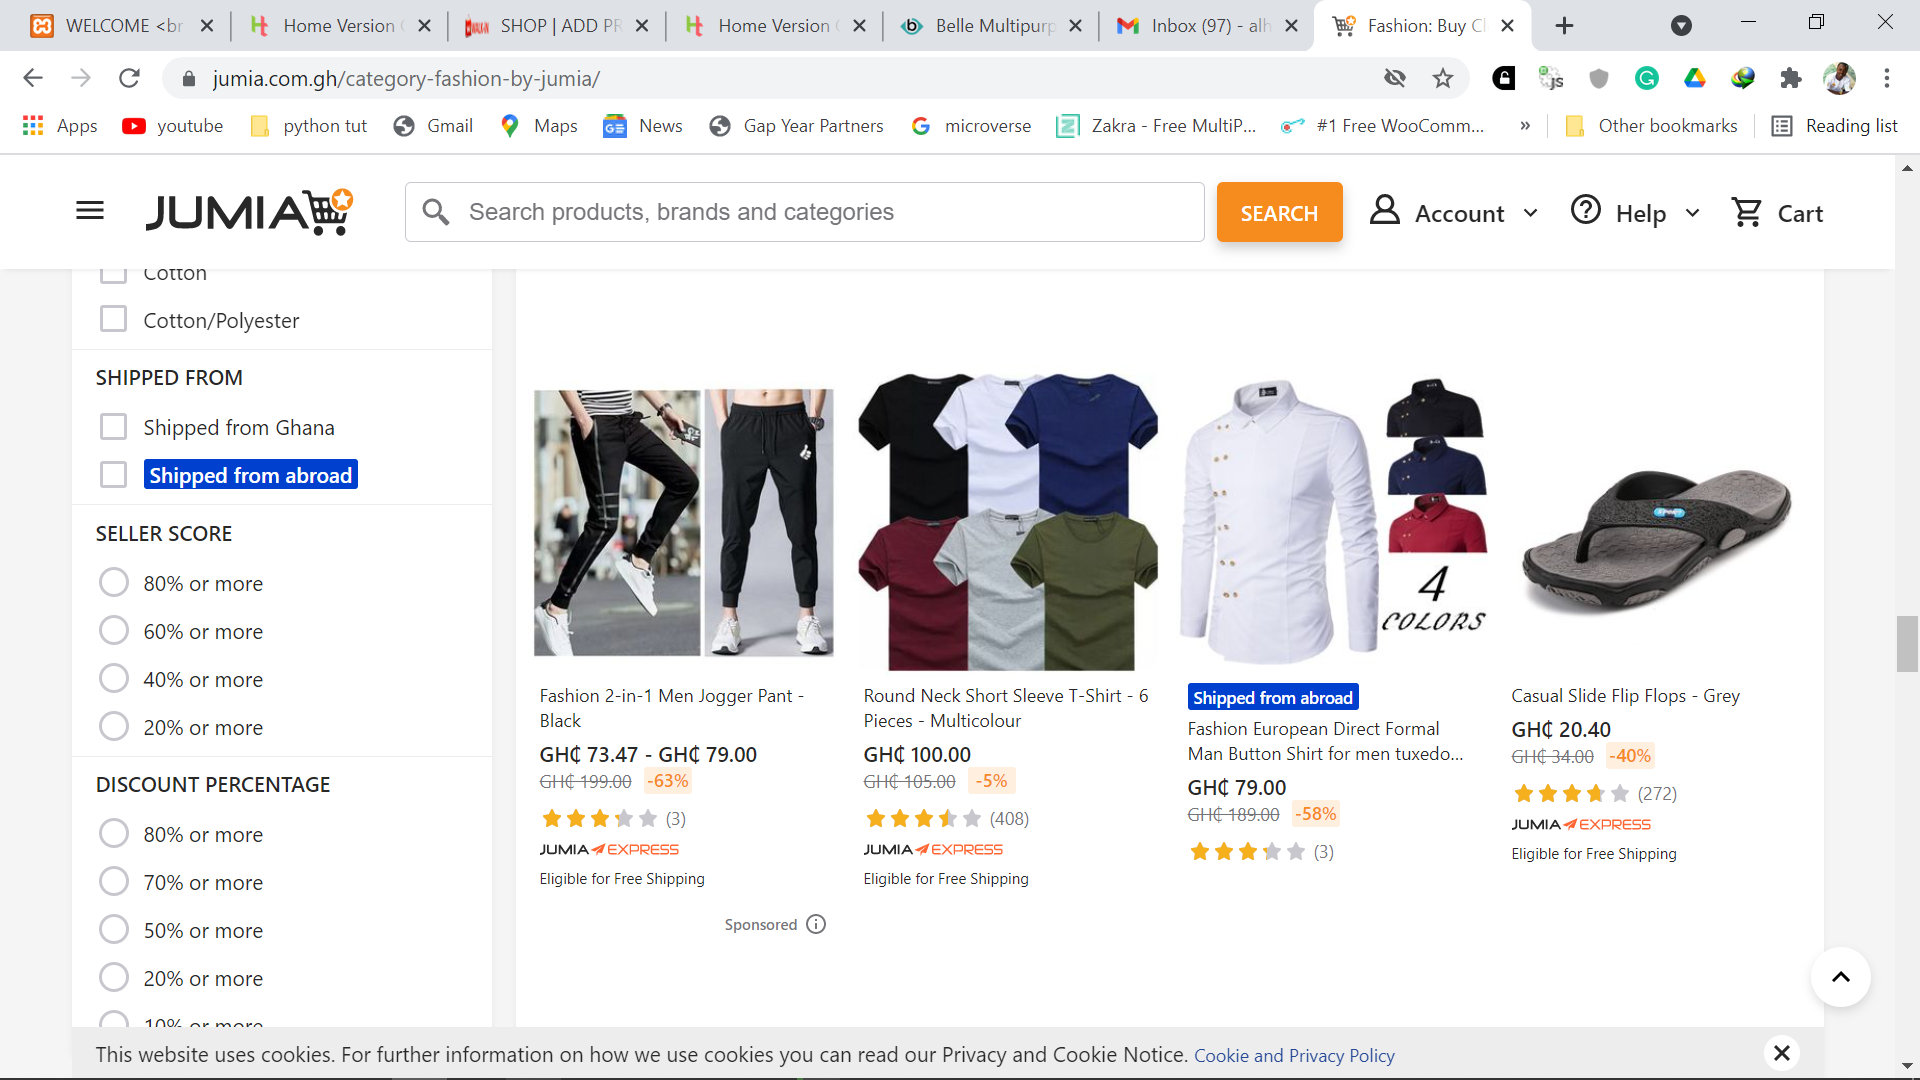 WELCOME <br
Home Version
SHOP | ADD PR
Home Version
Belle Multipurp
Inbox (97) - alh
Fashion: Buy Cl
jumia.com.gh/category-fashion-by-jumia/
Apps
youtube
python tut
Gmail
Maps
News
Gap Year Partners
microverse
Zakra - Free MultiP...
#1 Free WooComm...
»
Other bookmarks
Reading list
JUMIA
Search products, brands and categories
SEARCH
Account
Help
Cart
Cotton
Cotton/Polyester
SHIPPED FROM
Shipped from Ghana
Shipped from abroad
SELLER SCORE
80% or more
60% or more
40% or more
20% or more
DISCOUNT PERCENTAGE
80% or more
70% or more
50% or more
20% or more
10% or more
Fashion 2-in-1 Men Jogger Pant -
Black
GH₵ 73.47 - GH₵ 79.00
GH₵ 199.00 -63%
(3)
JUMIA EXPRESS
Eligible for Free Shipping
Sponsored
Round Neck Short Sleeve T-Shirt - 6
Pieces - Multicolour
GH₵ 100.00
GH₵ 105.00 -5%
(408)
JUMIA EXPRESS
Eligible for Free Shipping
4
COLORS
Shipped from abroad
Fashion European Direct Formal
Man Button Shirt for men tuxedo...
GH₵ 79.00
GH₵ 189.00 -58%
(3)
Casual Slide Flip Flops - Grey
GH₵ 20.40
GH₵ 34.00 -40%
(272)
JUMIA EXPRESS
Eligible for Free Shipping
This website uses cookies. For further information on how we use cookies you can read our Privacy and Cookie Notice. Cookie and Privacy Policy